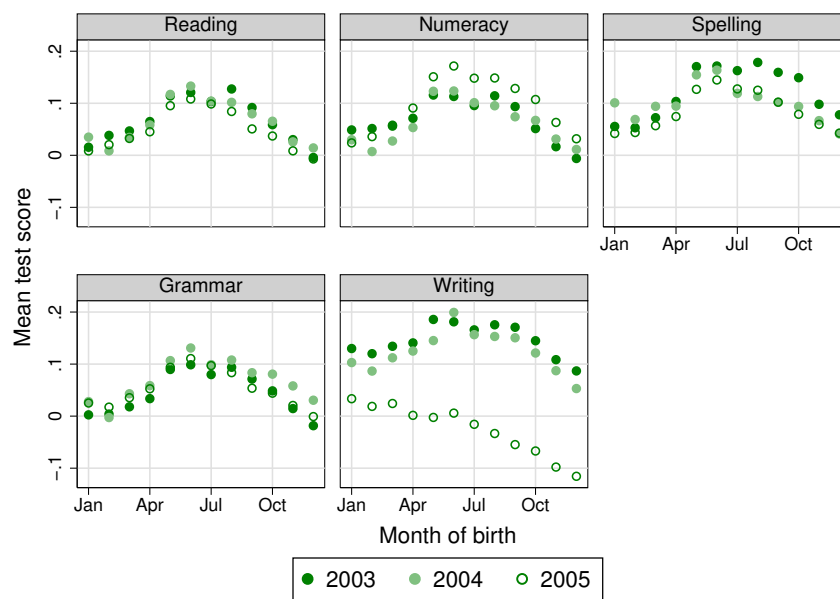 Reading Numeracy Spelling
.2
.1
0
-.1
Jan Apr Jul Oct
Mean test score
Grammar Writing
.2
.1
0
-.1
Jan Apr Jul Oct Jan Apr Jul Oct
Month of birth
2003 2004 2005